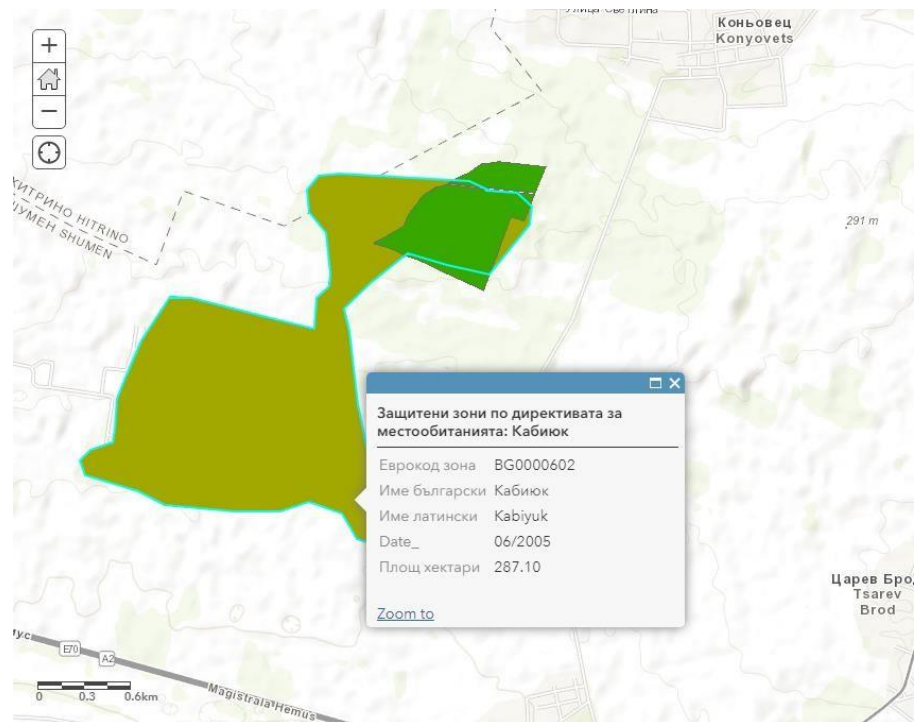 Коньовец
Konyovets
291 m
ХИТРИНО HITRINO
ШУМЕН SHUMEN
Защитени зони по директивата за
местообитанията: Кабиюк
Еврокод зона BG0000602
Име български Кабиюк
Име латински Kabiyuk
Date_ 06/2005
Площ хектари 287.10
Zoom to
Царев Брод
Tsarev
Brod
E70
A2
Magistrala Hemus
0 0.3 0.6km